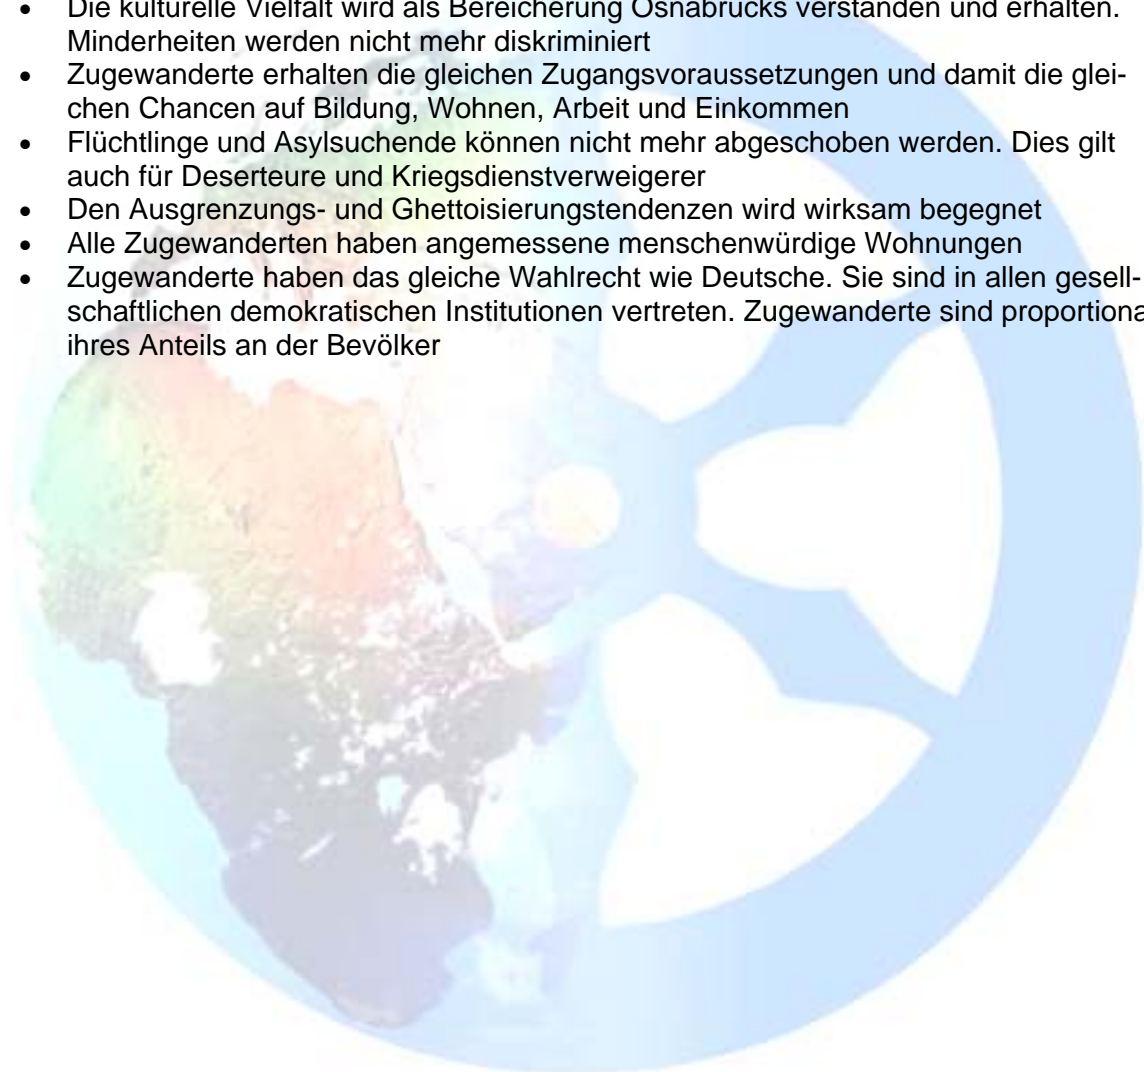 • Die kulturelle Vielfalt wird als Bereicherung Osnabrücks verstanden und erhalten.
Minderheiten werden nicht mehr diskriminiert
• Zugewanderte erhalten die gleichen Zugangsvoraussetzungen und damit die glei-
chen Chancen auf Bildung, Wohnen, Arbeit und Einkommen
• Flüchtlinge und Asylsuchende können nicht mehr abgeschoben werden. Dies gilt
auch für Deserteure und Kriegsdienstverweigerer
• Den Ausgrenzungs- und Ghettoisierungstendenzen wird wirksam begegnet
• Alle Zugewanderten haben angemessene menschenwürdige Wohnungen
• Zugewanderte haben das gleiche Wahlrecht wie Deutsche. Sie sind in allen gesell-
schaftlichen demokratischen Institutionen vertreten. Zugewanderte sind proportiona
ihres Anteils an der Bevölker